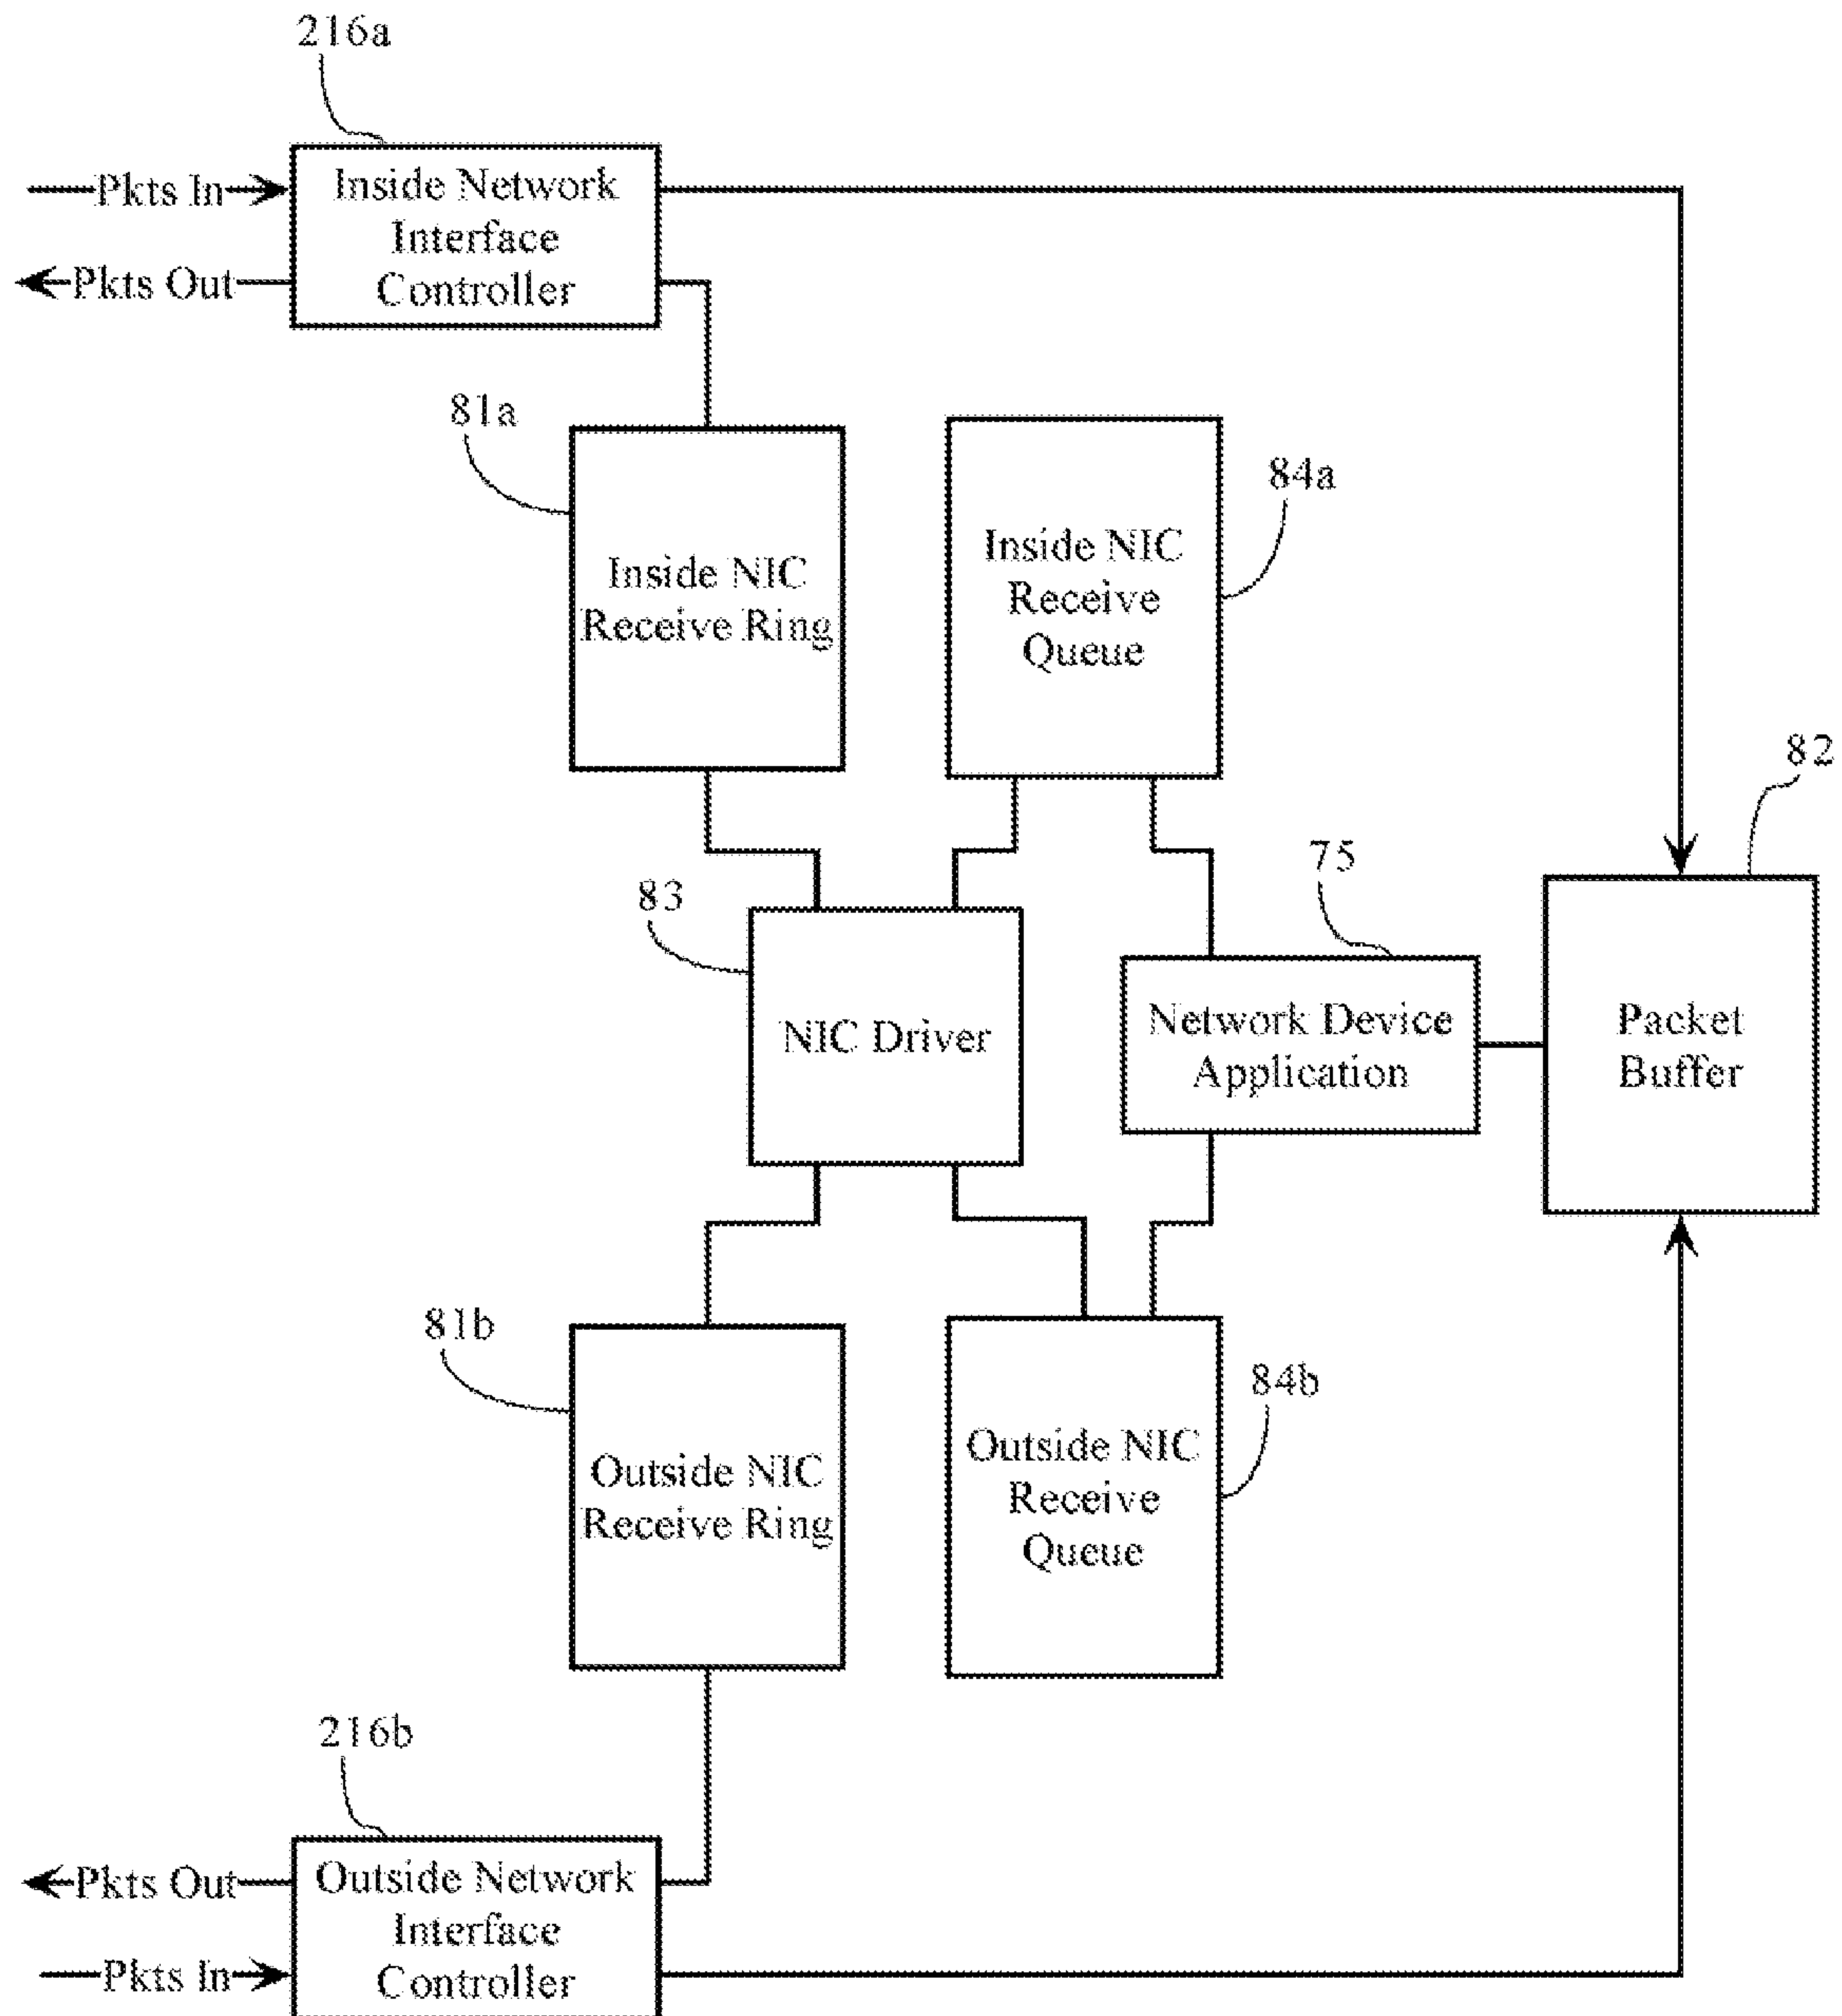 216a
Pkts In
Pkts Out
Inside Network
Interface
Controller
81a
Inside NIC
Receive Ring
84a
Inside NIC
Receive
Queue
82
Packet
Buffer
75
Network Device
Application
83
NIC Driver
81b
Outside NIC
Receive Ring
84b
Outside NIC
Receive
Queue
216b
Pkts Out
Pkts In
Outside Network
Interface
Controller